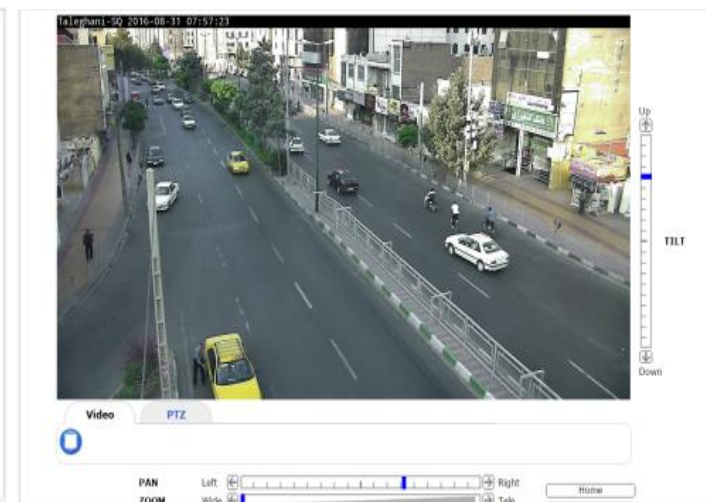 Taleghani-SQ 2016-08-31 07:57:23
Up
TILT
Down
Video PTZ
PAN Left Right
ZOOM Wide Tele
Home